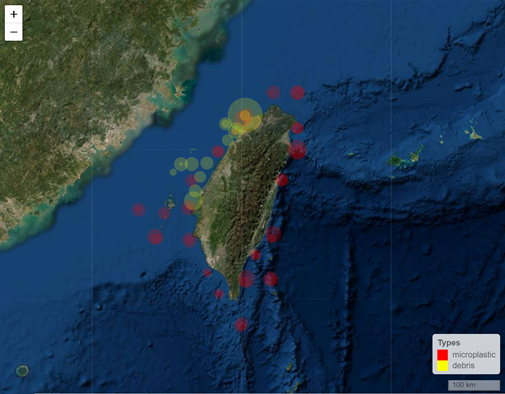 +
−
Types
microplastic
debris
100 km